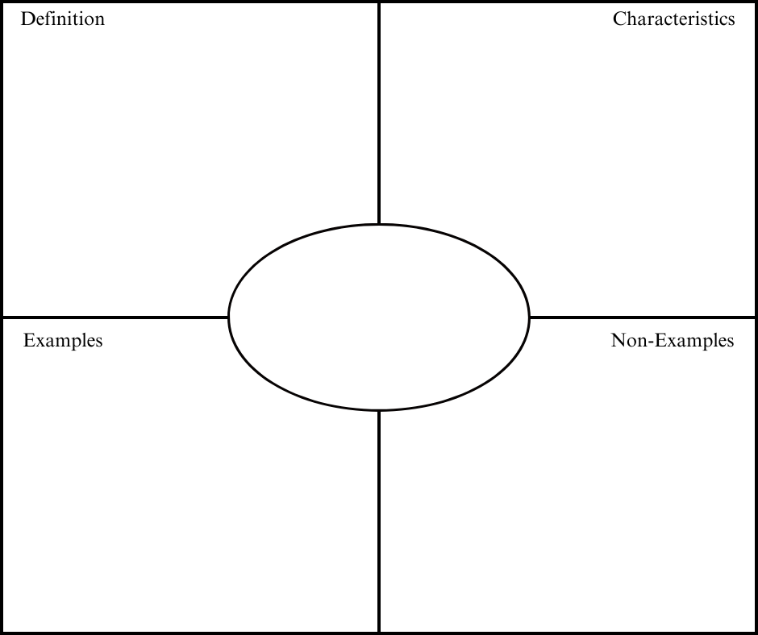 Definition
Characteristics
Examples
Non-Examples